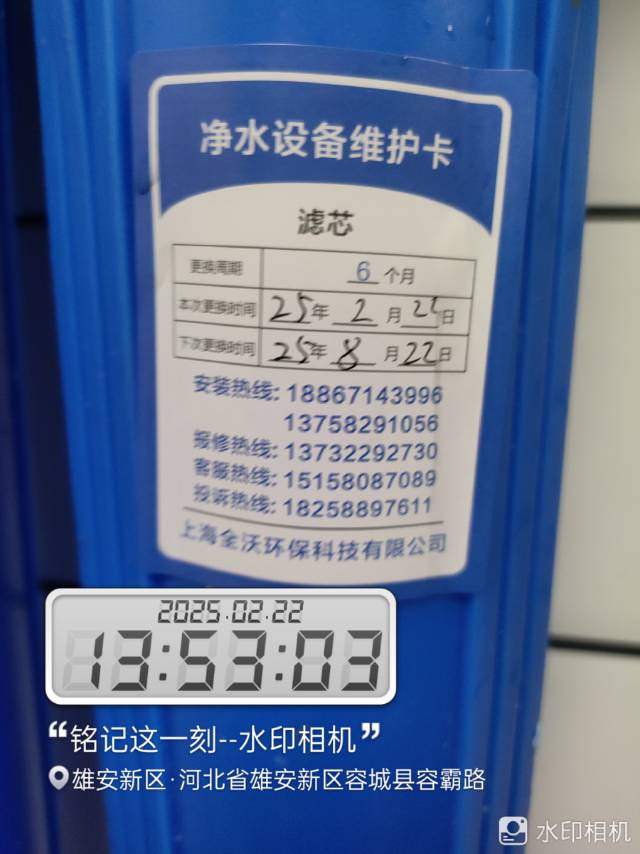 净水设备维护卡
滤芯
更换周期 6 个月
本次更换时间 25年 2 月 日
下次更换时间 25年 8 月 22日
安装热线: 18867143996
13758291056
报修热线: 13732292730
客服热线: 15158087089
投诉热线: 18258897611
上海全沃环保科技有限公司
2025.02.22
13:53:03
“铭记这一刻--水印相机”
雄安新区·河北省雄安新区容城县容霸路
水印相机